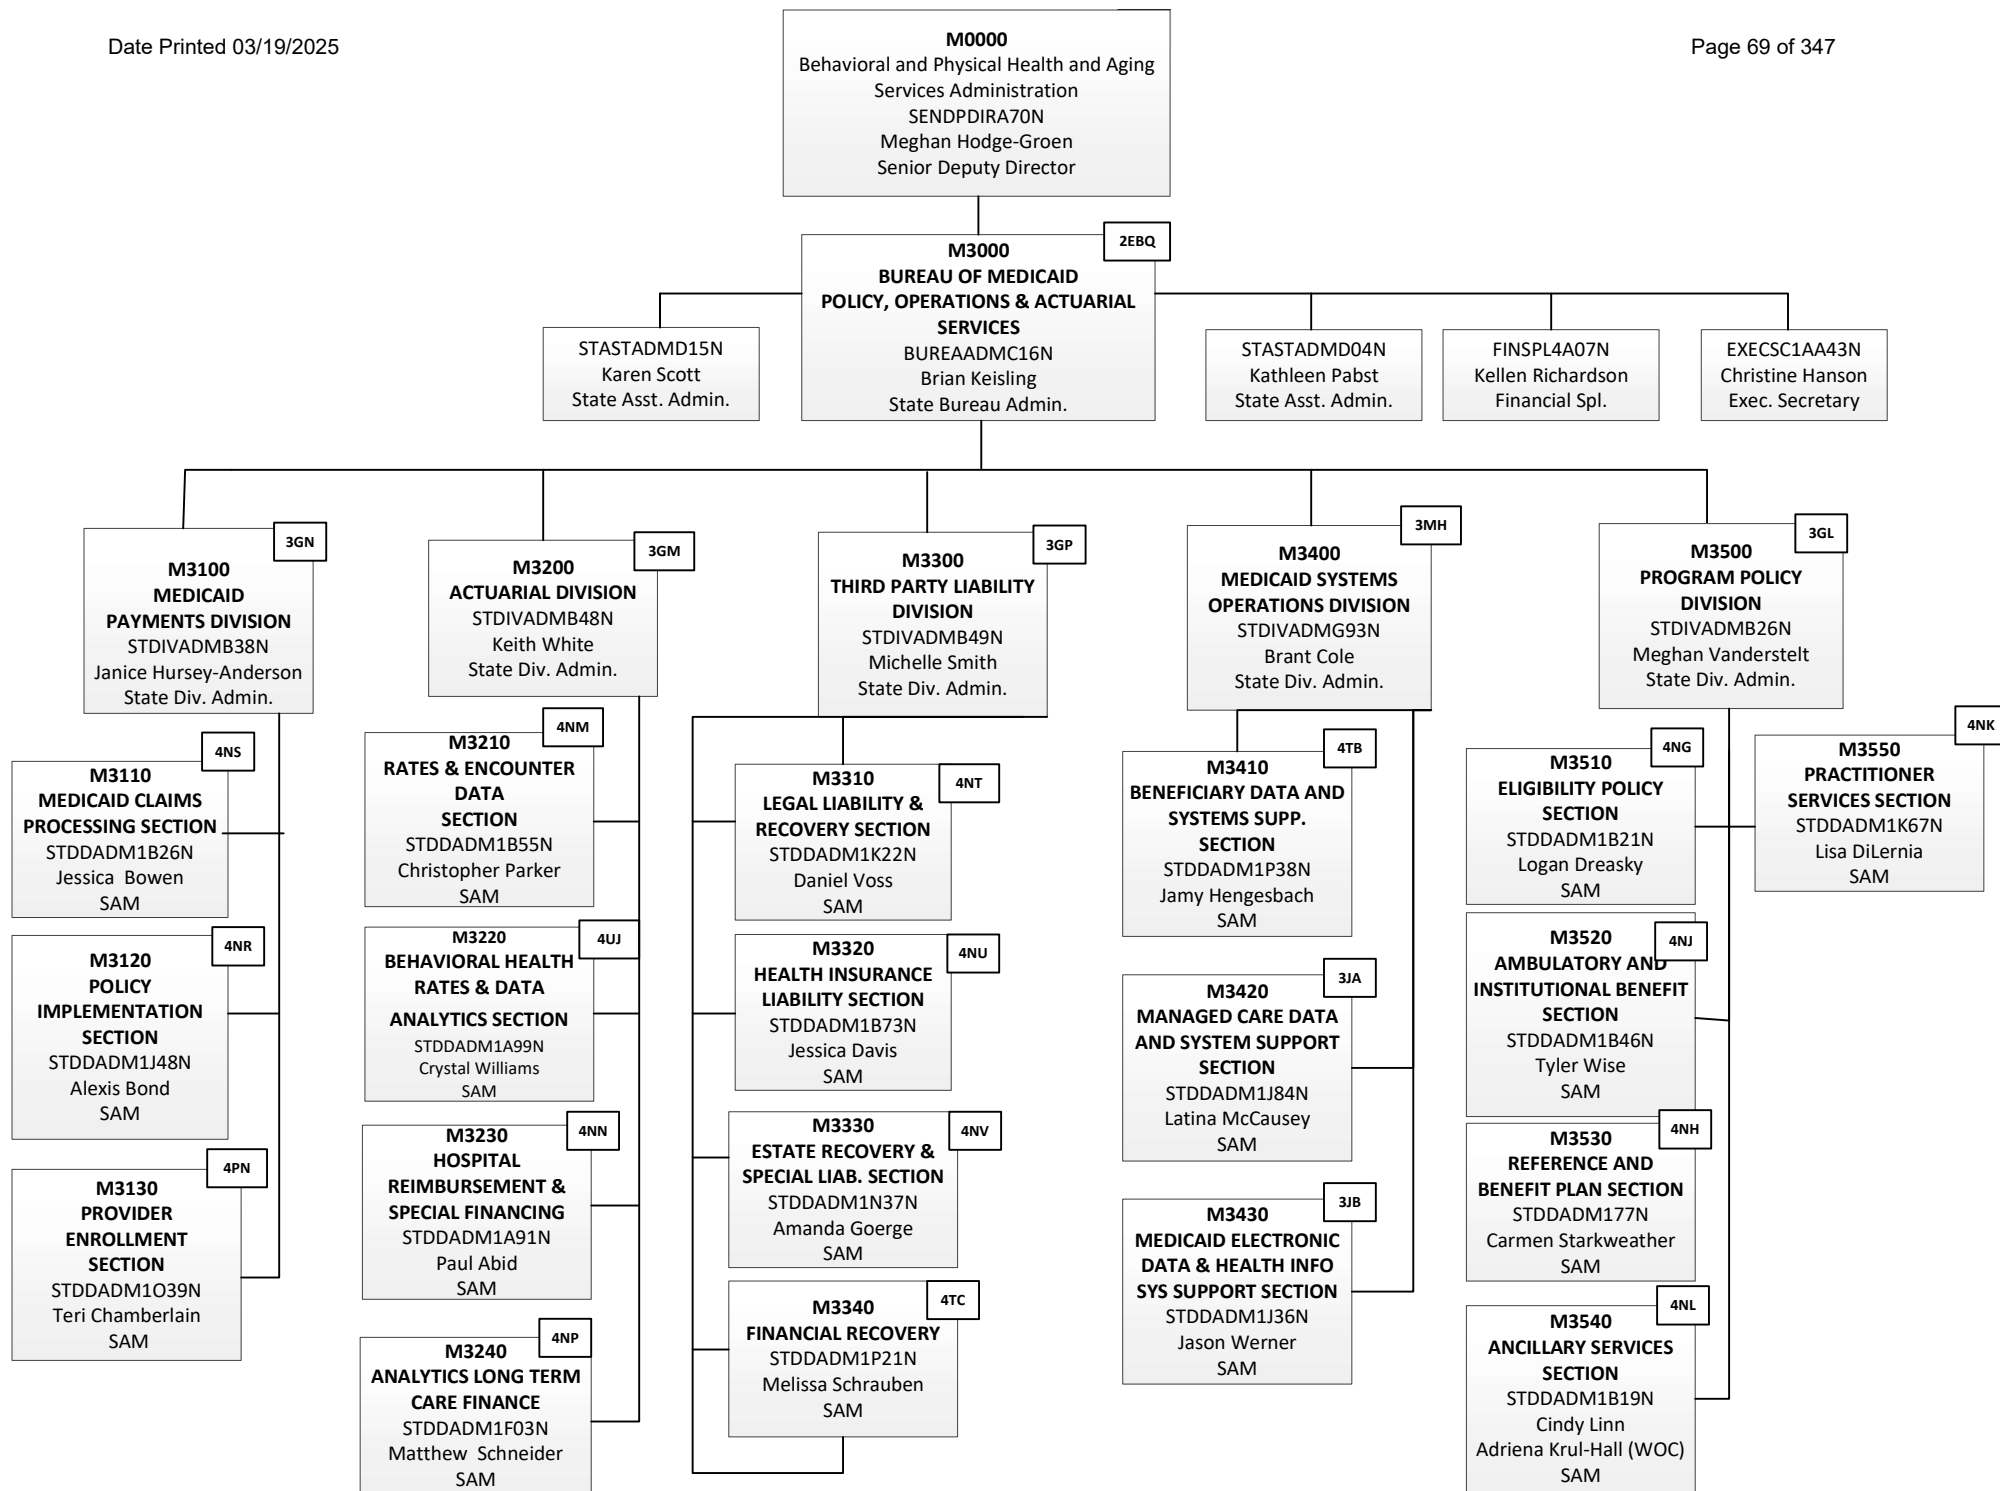 Date Printed 03/19/2025
Page 69 of 347
M0000
Behavioral and Physical Health and Aging
Services Administration
SENDPDIRA70N
Meghan Hodge-Groen
Senior Deputy Director
2EBQ
M3000
BUREAU OF MEDICAID
POLICY, OPERATIONS & ACTUARIAL
SERVICES
BUREAADMC16N
Brian Keisling
State Bureau Admin.
STASTADMD15N
Karen Scott
State Asst. Admin.
STASTADMD04N
Kathleen Pabst
State Asst. Admin.
FINSPL4A07N
Kellen Richardson
Financial Spl.
EXECSC1AA43N
Christine Hanson
Exec. Secretary
3GN
M3100
MEDICAID
PAYMENTS DIVISION
STDIVADMB38N
Janice Hursey-Anderson
State Div. Admin.
3GM
M3200
ACTUARIAL DIVISION
STDIVADMB48N
Keith White
State Div. Admin.
3GP
M3300
THIRD PARTY LIABILITY
DIVISION
STDIVADMB49N
Michelle Smith
State Div. Admin.
3MH
M3400
MEDICAID SYSTEMS
OPERATIONS DIVISION
STDIVADMG93N
Brant Cole
State Div. Admin.
3GL
M3500
PROGRAM POLICY
DIVISION
STDIVADMB26N
Meghan Vanderstelt
State Div. Admin.
4NS
M3110
MEDICAID CLAIMS
PROCESSING SECTION
STDDADM1B26N
Jessica  Bowen
SAM
4NR
M3120
POLICY
IMPLEMENTATION
SECTION
STDDADM1J48N
Alexis Bond
SAM
4PN
M3130
PROVIDER
ENROLLMENT
SECTION
STDDADM1O39N
Teri Chamberlain
SAM
4NM
M3210
RATES & ENCOUNTER
DATA
SECTION
STDDADM1B55N
Christopher Parker
SAM
4UJ
M3220
BEHAVIORAL HEALTH
RATES & DATA
ANALYTICS SECTION
STDDADM1A99N
Crystal Williams
SAM
4NN
M3230
HOSPITAL
REIMBURSEMENT &
SPECIAL FINANCING
STDDADM1A91N
Paul Abid
SAM
4NP
M3240
ANALYTICS LONG TERM
CARE FINANCE
STDDADM1F03N
Matthew  Schneider
SAM
4NT
M3310
LEGAL LIABILITY &
RECOVERY SECTION
STDDADM1K22N
Daniel Voss
SAM
4NU
M3320
HEALTH INSURANCE
LIABILITY SECTION
STDDADM1B73N
Jessica Davis
SAM
4NV
M3330
ESTATE RECOVERY &
SPECIAL LIAB. SECTION
STDDADM1N37N
Amanda Goerge
SAM
4TC
M3340
FINANCIAL RECOVERY
STDDADM1P21N
Melissa Schrauben
SAM
4TB
M3410
BENEFICIARY DATA AND
SYSTEMS SUPP.
SECTION
STDDADM1P38N
Jamy Hengesbach
SAM
3JA
M3420
MANAGED CARE DATA
AND SYSTEM SUPPORT
SECTION
STDDADM1J84N
Latina McCausey
SAM
3JB
M3430
MEDICAID ELECTRONIC
DATA & HEALTH INFO
SYS SUPPORT SECTION
STDDADM1J36N
Jason Werner
SAM
4NG
M3510
ELIGIBILITY POLICY
SECTION
STDDADM1B21N
Logan Dreasky
SAM
4NK
M3550
PRACTITIONER
SERVICES SECTION
STDDADM1K67N
Lisa DiLernia
SAM
4NJ
M3520
AMBULATORY AND
INSTITUTIONAL BENEFIT
SECTION
STDDADM1B46N
Tyler Wise
SAM
4NH
M3530
REFERENCE AND
BENEFIT PLAN SECTION
STDDADM177N
Carmen Starkweather
SAM
4NL
M3540
ANCILLARY SERVICES
SECTION
STDDADM1B19N
Cindy Linn
Adriena Krul-Hall (WOC)
SAM